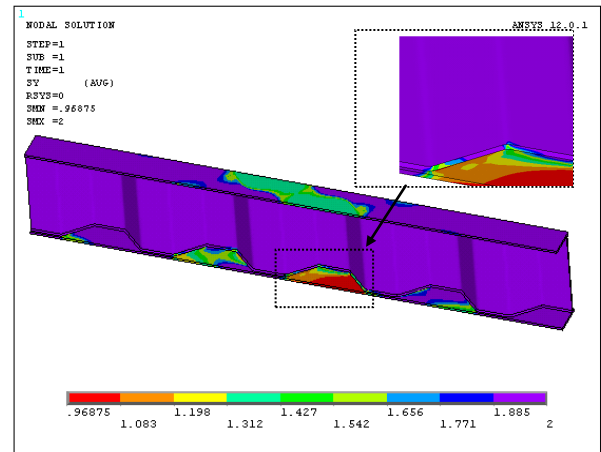 1
NODAL SOLUTION
ANSYS 12.0.1
STEP=1
SUB =1
TIME=1
SY (AVG)
RSYS=0
SMN =.96875
SMX =2
.96875 1.198 1.427 1.656 1.885
1.083 1.312 1.542 1.771 2